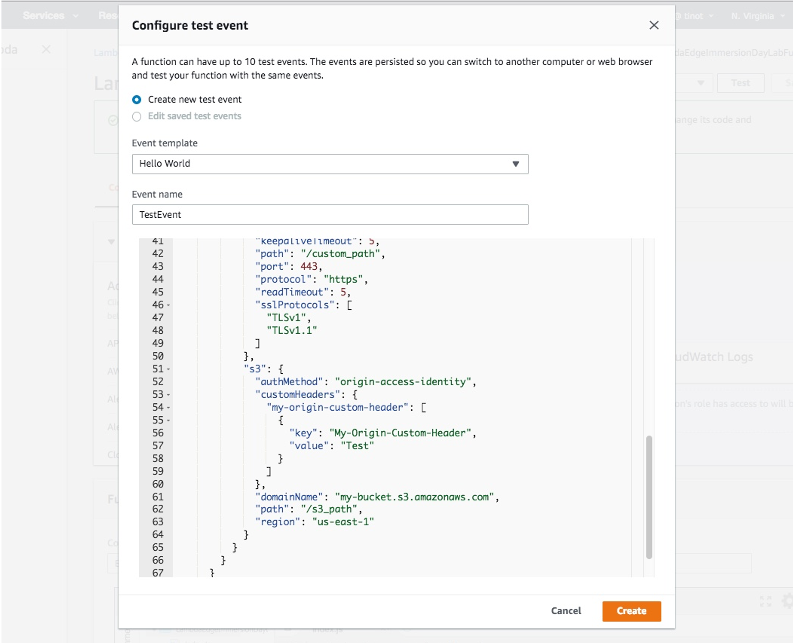 Services
N. Virginia
Configure test event
A function can have up to 10 test events. The events are persisted so you can switch to another computer or web browser
and test your function with the same events.
Create new test event
Edit saved test events
Event template
Hello World
Event name
TestEvent
Test
41 "keepaliveTimeout": 5,
42 "path": "/custom_path",
43 "port": 443,
44 "protocol": "https",
45 "readTimeout": 5,
46 "sslProtocols": [
47 "TLSv1",
48 "TLSv1.1"
49 ]
50 },
51 "s3": {
52 "authMethod": "origin-access-identity",
53 "customHeaders": {
54 "my-origin-custom-header": [
55 {
56 "key": "My-Origin-Custom-Header",
57 "value": "Test"
58 }
59 ]
60 },
61 "domainName": "my-bucket.s3.amazonaws.com",
62 "path": "/s3_path",
63 "region": "us-east-1"
64 }
65 }
66 }
67 }
udWatch Logs
Cancel
Create